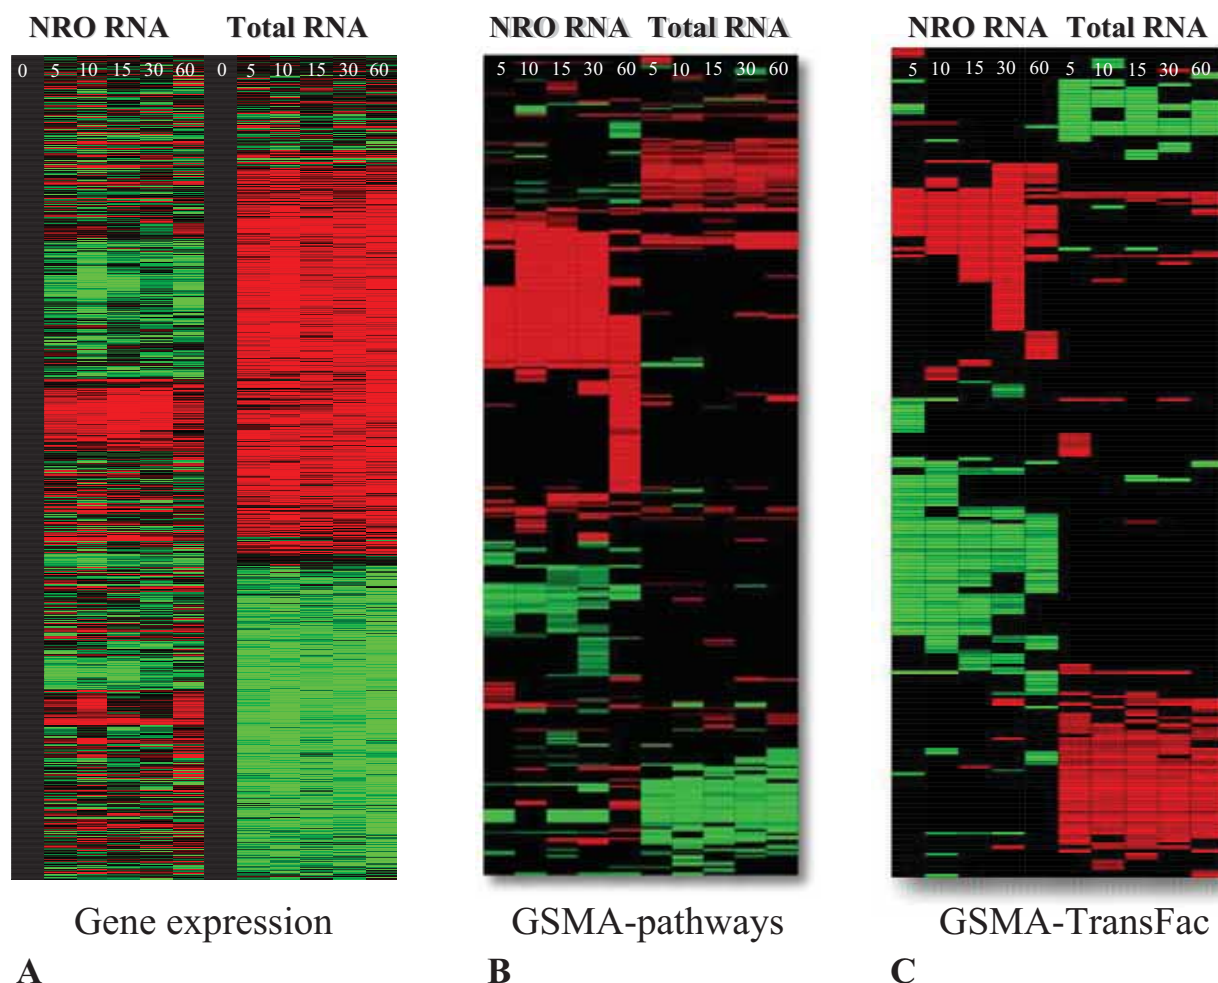 NRO RNA Total RNA NRO RNA Total RNA NRO RNA Total RNA
0 5 10 15 30 60 0 5 10 15 30 60 5 10 15 30 60 5 10 15 30 60 5 10 15 30 60 5 10 15 30 60
Gene expression GSMA-pathways GSMA-TransFac
A B C